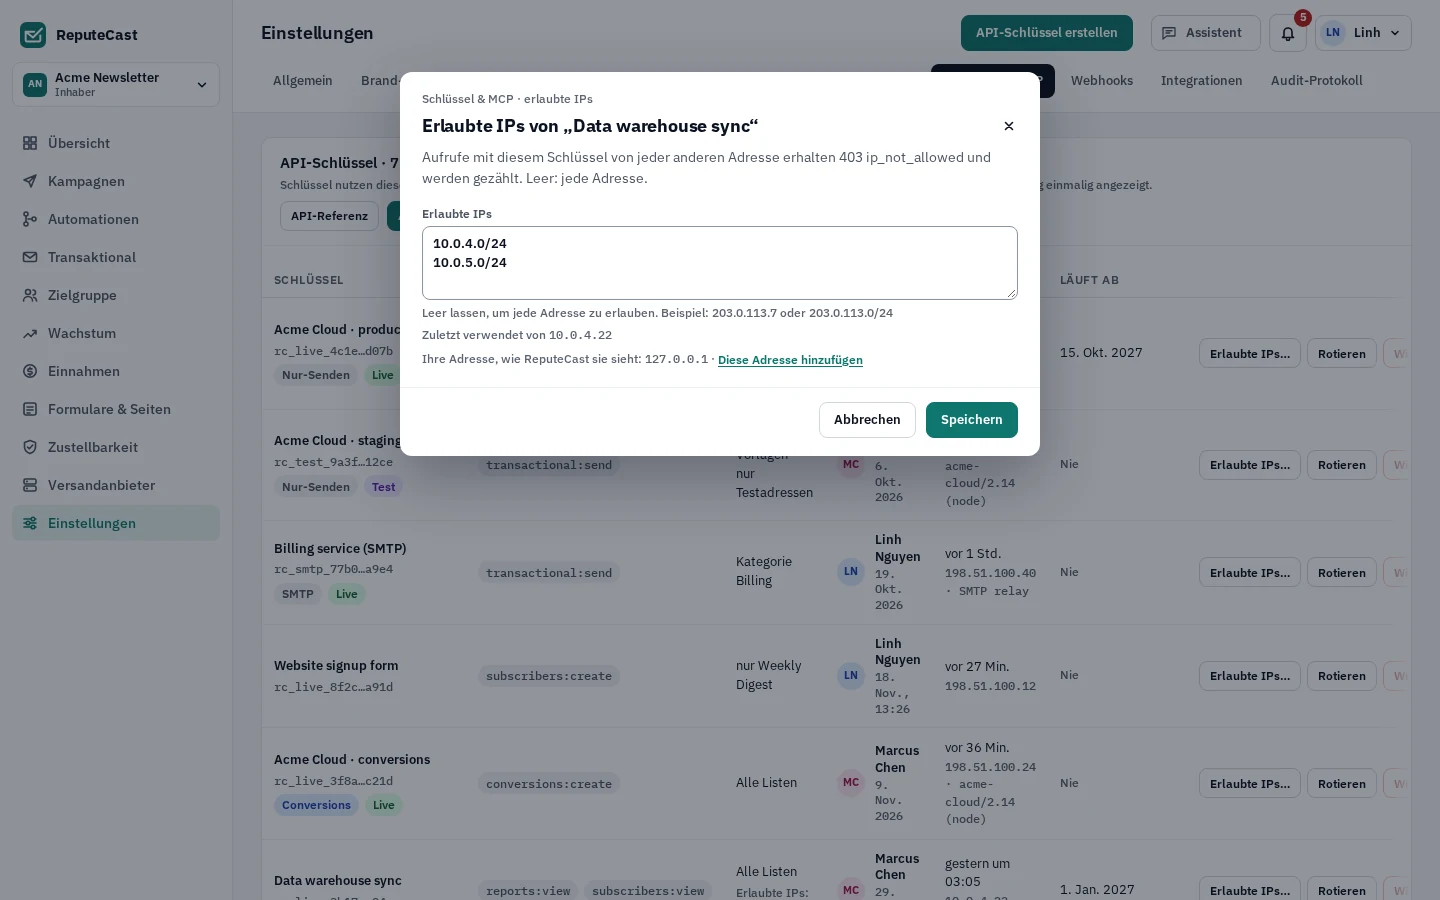 ReputeCast
AN
Acme Newsletter
Inhaber
Übersicht
Kampagnen
Automationen
Transaktional
Zielgruppe
Wachstum
Einnahmen
Formulare & Seiten
Zustellbarkeit
Versandanbieter
Einstellungen
Einstellungen
API-Schlüssel erstellen
Assistent
5
LN
Linh
Allgemein
Brand-
Webhooks
Integrationen
Audit-Protokoll
API-Schlüssel · 7
Schlüssel nutzen
einmalig angezeigt.
API-Referenz
Schlüssel & MCP · erlaubte IPs
Erlaubte IPs von „Data warehouse sync“
Aufrufe mit diesem Schlüssel von jeder anderen Adresse erhalten 403 ip_not_allowed und
werden gezählt. Leer: jede Adresse.
Erlaubte IPs
10.0.4.0/24
10.0.5.0/24
Leer lassen, um jede Adresse zu erlauben. Beispiel: 203.0.113.7 oder 203.0.113.0/24
Zuletzt verwendet von 10.0.4.22
Ihre Adresse, wie ReputeCast sie sieht: 127.0.0.1 · Diese Adresse hinzufügen
Abbrechen
Speichern
SCHLÜSSEL
LÄUFT AB
Acme Cloud · produc
rc_live_4c1e…d07b
Nur-Senden
Live
15. Okt. 2027
Erlaubte IPs…
Rotieren
Acme Cloud · staging
rc_test_9a3f…12ce
Nur-Senden
Test
transactional:send
Vorlagen
nur
Testadressen
MC
6.
Okt.
2026
acme-
cloud/2.14
(node)
Nie
Erlaubte IPs…
Rotieren
Billing service (SMTP)
rc_smtp_77b0…a9e4
SMTP
Live
transactional:send
Kategorie
Billing
LN
Linh
Nguyen
19.
Okt.
2026
vor 1 Std.
198.51.100.40
· SMTP relay
Nie
Erlaubte IPs…
Rotieren
Website signup form
rc_live_8f2c…a91d
subscribers:create
nur Weekly
Digest
LN
Linh
Nguyen
18.
Nov.,
13:26
vor 27 Min.
198.51.100.12
Nie
Erlaubte IPs…
Rotieren
Acme Cloud · conversions
rc_live_3f8a…c21d
Conversions
Live
conversions:create
Alle Listen
MC
Marcus
Chen
9.
Nov.
2026
vor 36 Min.
198.51.100.24
· acme-
cloud/2.14
(node)
Nie
Erlaubte IPs…
Rotieren
Data warehouse sync
reports:view
subscribers:view
Alle Listen
Erlaubte IPs:
MC
Marcus
Chen
29.
gestern um
03:05
1. Jan. 2027
Erlaubte IPs…
Rotieren